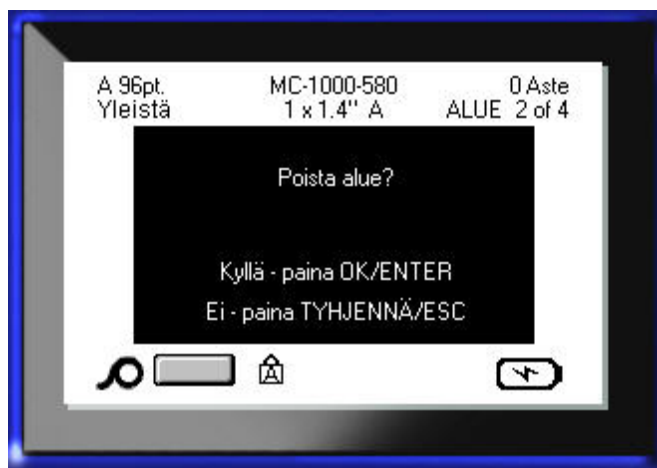 A 96pt. MC-1000-580 0 Aste
Yleistä 1 x 1.4" A ALUE 2 of 4
Poista alue?
Kyllä - paina OK/ENTER
Ei - paina TYHJENNÄ/ESC
A